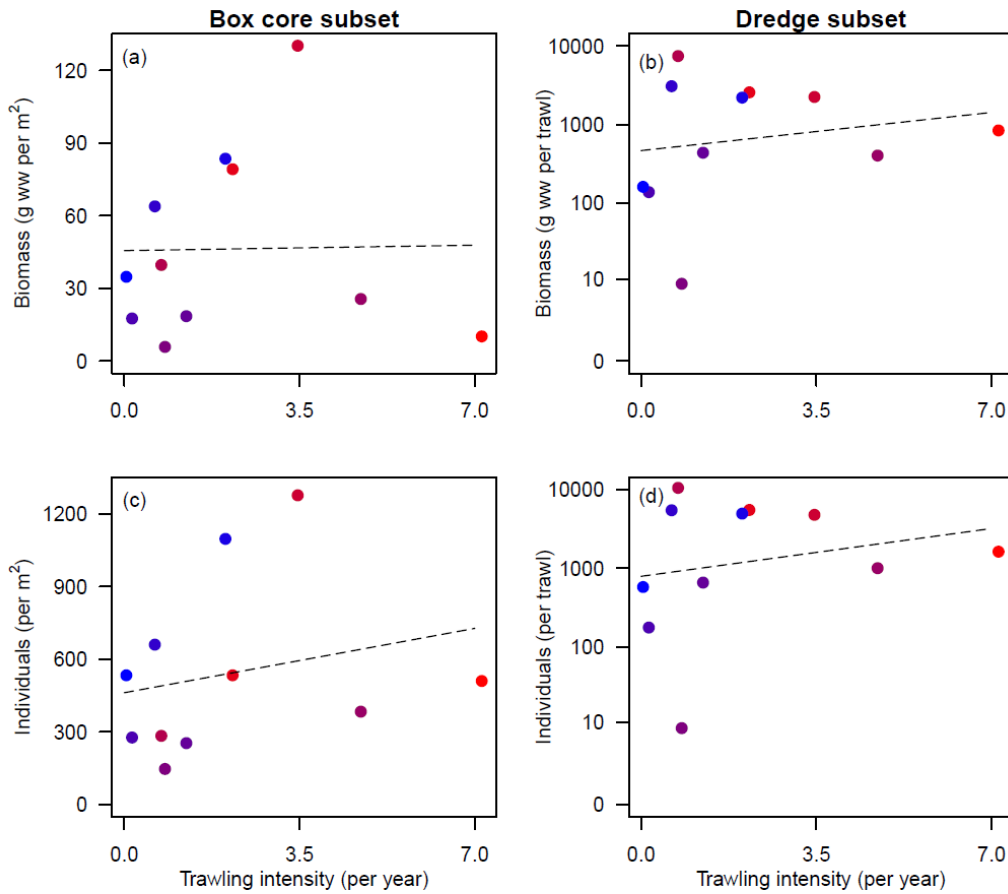 Box core subset
Dredge subset
(a)
Biomass (g ww per m²)
120
90
60
30
0
0.0
3.5
7.0
(b)
Biomass (g ww per trawl)
10000
1000
100
10
0
0.0
3.5
7.0
(c)
Individuals (per m²)
1200
900
600
300
0
0.0
3.5
7.0
Trawling intensity (per year)
(d)
Individuals (per trawl)
10000
1000
100
10
0
0.0
3.5
7.0
Trawling intensity (per year)